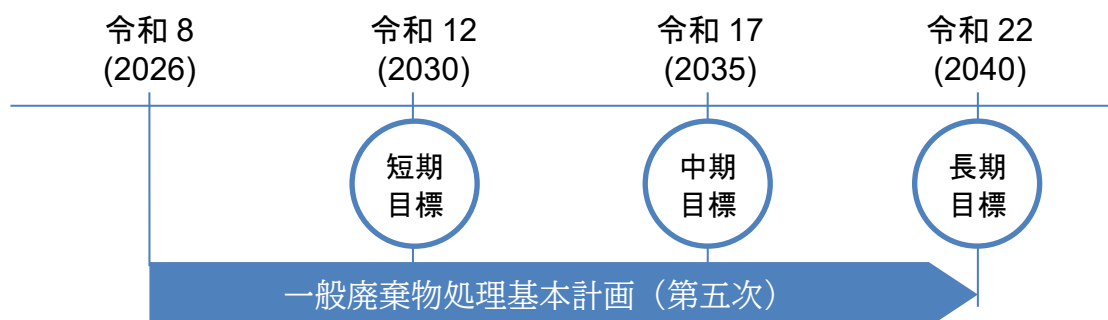 令和 8
(2026)
令和 12
(2030)
令和 17
(2035)
令和 22
(2040)
短期
目標
中期
目標
長期
目標
一般廃棄物処理基本計画（第五次）